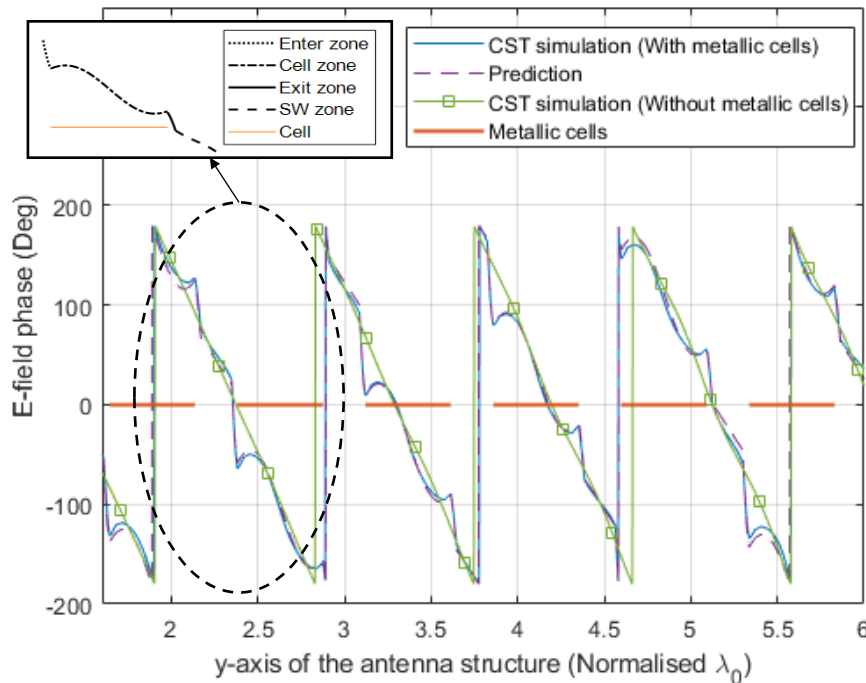 Enter zone
Cell zone
Exit zone
SW zone
Cell
CST simulation (With metallic cells)
Prediction
CST simulation (Without metallic cells)
Metallic cells
E-field phase (Deg)
200
100
0
-100
-200
2
2.5
3
3.5
4
4.5
5
5.5
6
y-axis of the antenna structure (Normalised λ0)